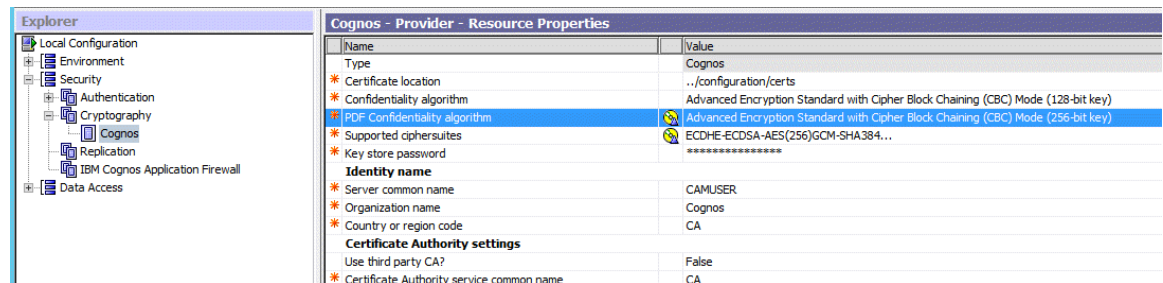 Explorer
Local Configuration
Environment
Security
Authentication
Cryptography
Cognos
Replication
IBM Cognos Application Firewall
Data Access
Cognos - Provider - Resource Properties
Name Value
Type Cognos
* Certificate location ../configuration/certs
* Confidentiality algorithm Advanced Encryption Standard with Cipher Block Chaining (CBC) Mode (128-bit key)
* PDF Confidentiality algorithm Advanced Encryption Standard with Cipher Block Chaining (CBC) Mode (256-bit key)
* Supported ciphersuites ECDHE-ECDSA-AES(256)GCM-SHA384...
* Key store password ***************
Identity name
* Server common name CAMUSER
* Organization name Cognos
* Country or region code CA
Certificate Authority settings
Use third party CA? False
* Certificate Authority service common name CA